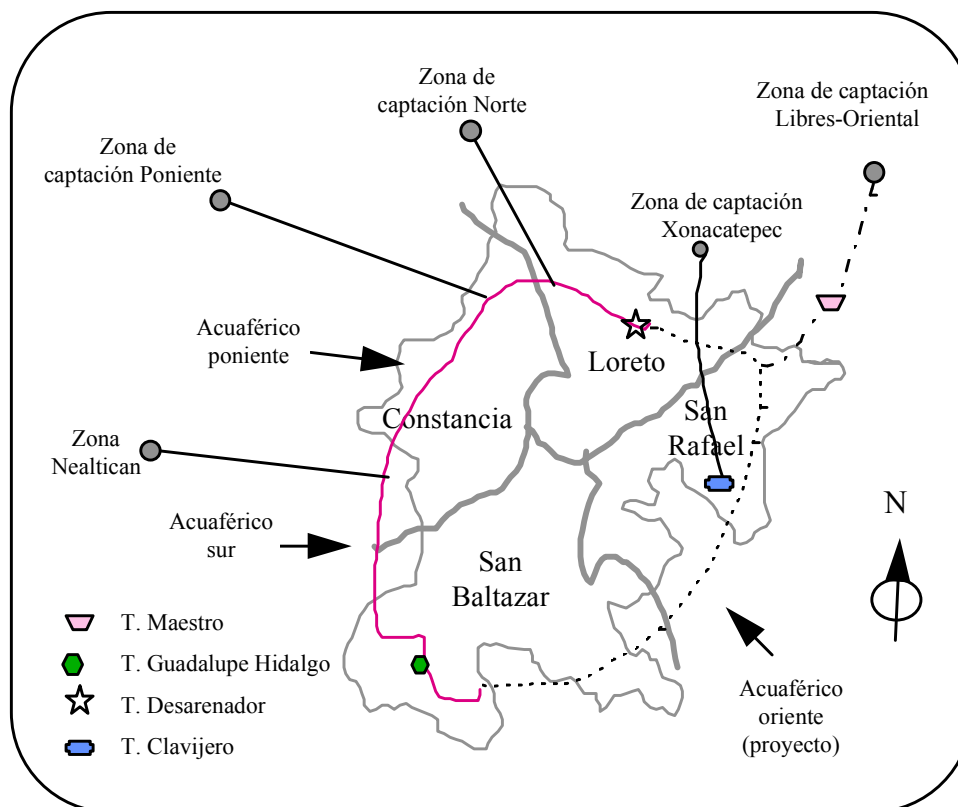 Zona de
captación Norte
Zona de captación
Libres-Oriental
Zona de
captación Poniente
Zona de captación
Xonacatepec
Acuaférico
poniente
Loreto
Constancia
San
Rafael
Zona
Nealtican
N
Acuaférico
sur
San
Baltazar
T. Maestro
T. Guadalupe Hidalgo
T. Desarenador
T. Clavijero
Acuaférico
oriente
(proyecto)